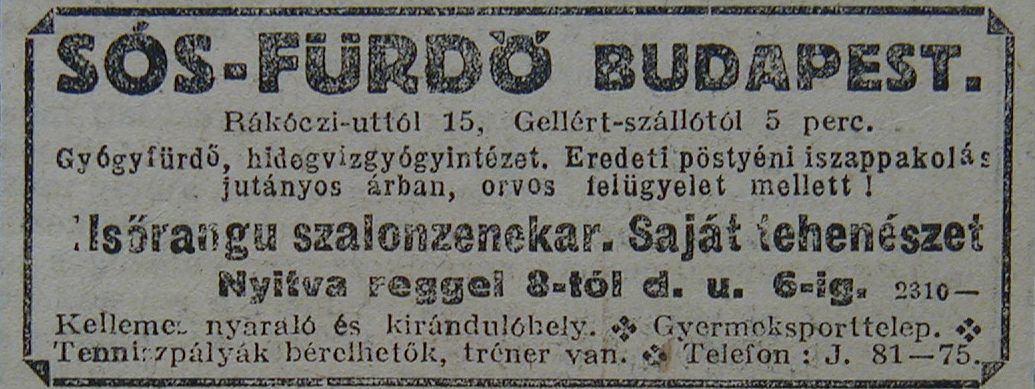 SÓS-FÜRDŐ BUDAPEST.
Rákóczi-uttól 15, Gellért-szállótól 5 perc.
Gyógyfürdő, hidegvizgyógyintézet. Eredeti pöstyéni iszappakolás
jutányos árban, orvos felügyelet mellett!
Elsőrangu szalonzenekar. Saját tehenészet
Nyitva reggel 8-tól d. u. 6-ig. 2310—
Kellemes nyaraló és kirándulóhely. Gyermeksporttelep.
Teniszpályák bérelhetők, tréner van. Telefon: J. 81—75.